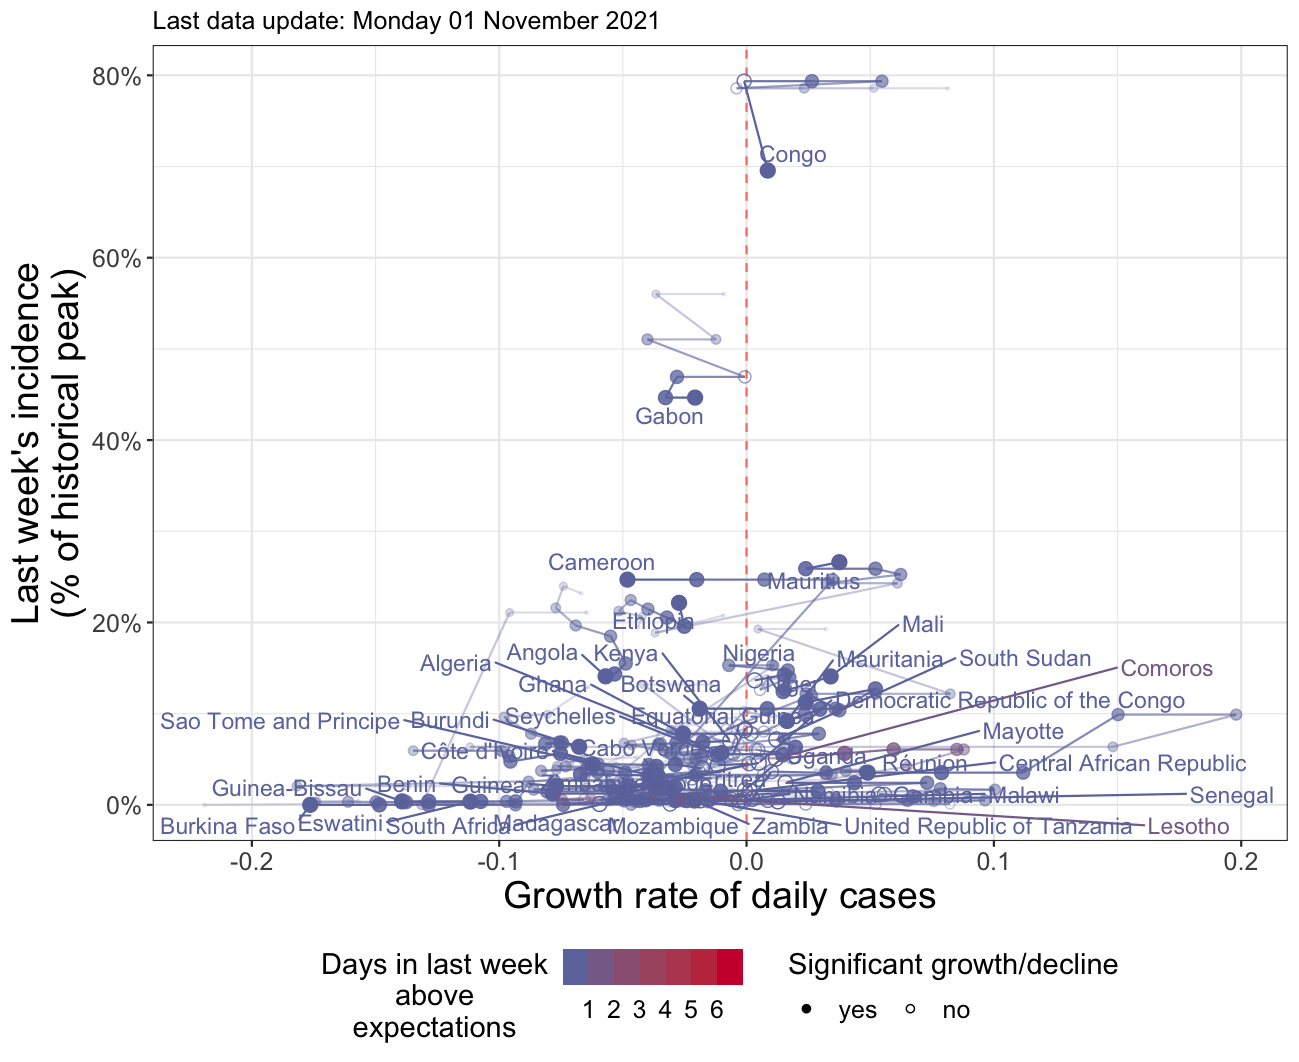 Last data update: Monday 01 November 2021
Last week's incidence
(% of historical peak)
80%
60%
40%
20%
0%
Congo
Gabon
Cameroon
Mauritius
Ethiopia
Mali
Algeria
Angola
Kenya
Nigeria
Mauritania
South Sudan
Comoros
Ghana
Botswana
Niger
Democratic Republic of the Congo
Sao Tome and Principe
Burundi
Seychelles
Equatorial Guinea
Mayotte
Côte d'Ivoire
Cabo Verde
Uganda
Réunion
Central African Republic
Guinea-Bissau
Benin
Guinea
Eritrea
Namibia
Gambia
Malawi
Senegal
Burkina Faso
Eswatini
South Africa
Madagascar
Mozambique
Zambia
United Republic of Tanzania
Lesotho
-0.2
-0.1
0.0
0.1
0.2
Growth rate of daily cases
Days in last week
above
expectations
1 2 3 4 5 6
Significant growth/decline
yes
no